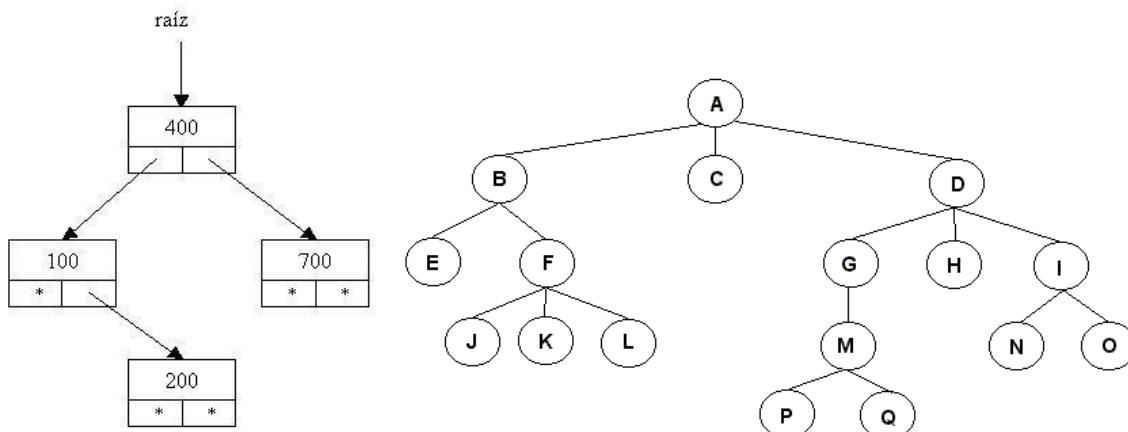 raíz
400
100
* 
700
* *
200
* *
A
B C D
E F G H I
J K L M N O
P Q